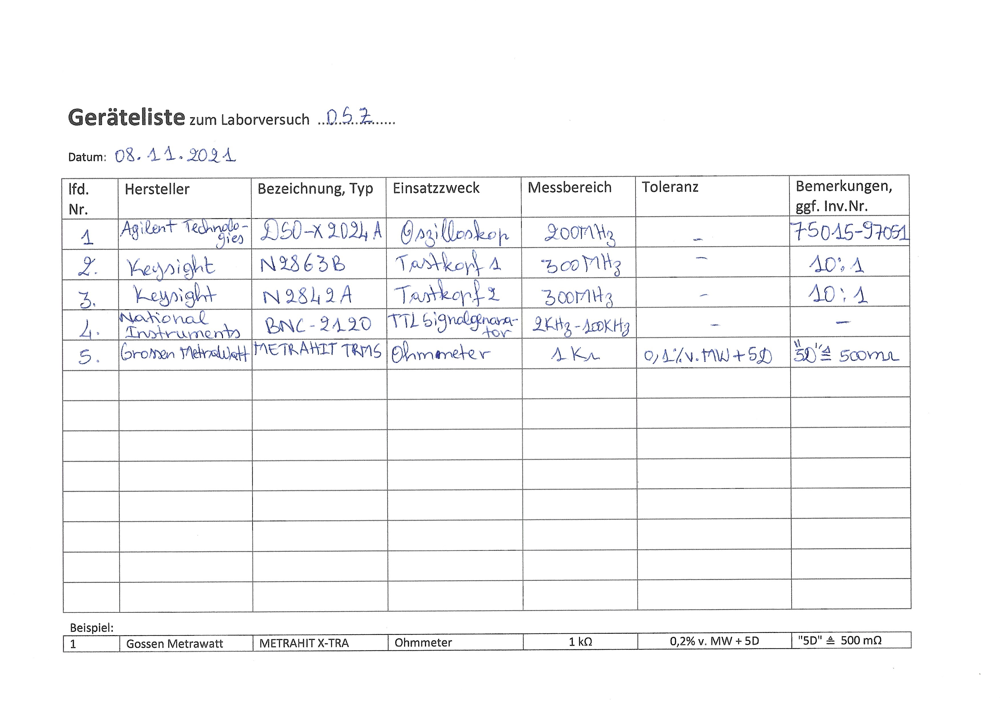 Geräteliste zum Laborversuch ...OSZ...
Datum: 08.11.2021
lfd. Nr. Hersteller Bezeichnung, Typ Einsatzzweck Messbereich Toleranz Bemerkungen, ggf. Inv.Nr.
1 Agilent Technolo-gies DSO-X 2024A Oszilloskop 200MHz - 75015-97051
2. Keysight N2863B Tastkopf 1 300MHz - 10:1
3. Keysight N2842A Tastkopf 2 300MHz - 10:1
4. National Instruments BNC-2120 TTL Signalgenara-tor 2KHz-100KHz - -
5. Grossen MetraWatt METRAHIT TRMS Ohmmeter 1 KΩ 0,1% v. MW + 5D "5D" ≙ 500mΩ
Beispiel:
1 Gossen Metrawatt METRAHIT X-TRA Ohmmeter 1 kΩ 0,2% v. MW + 5D "5D" ≙ 500 mΩ